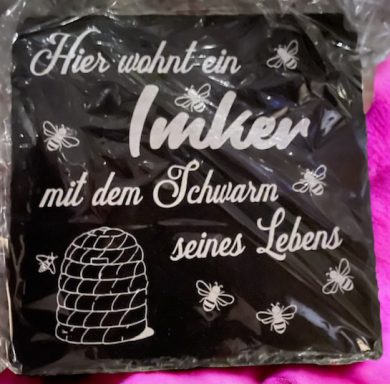 Hier wohnt ein
Imker
mit dem Schwarm
seines Lebens